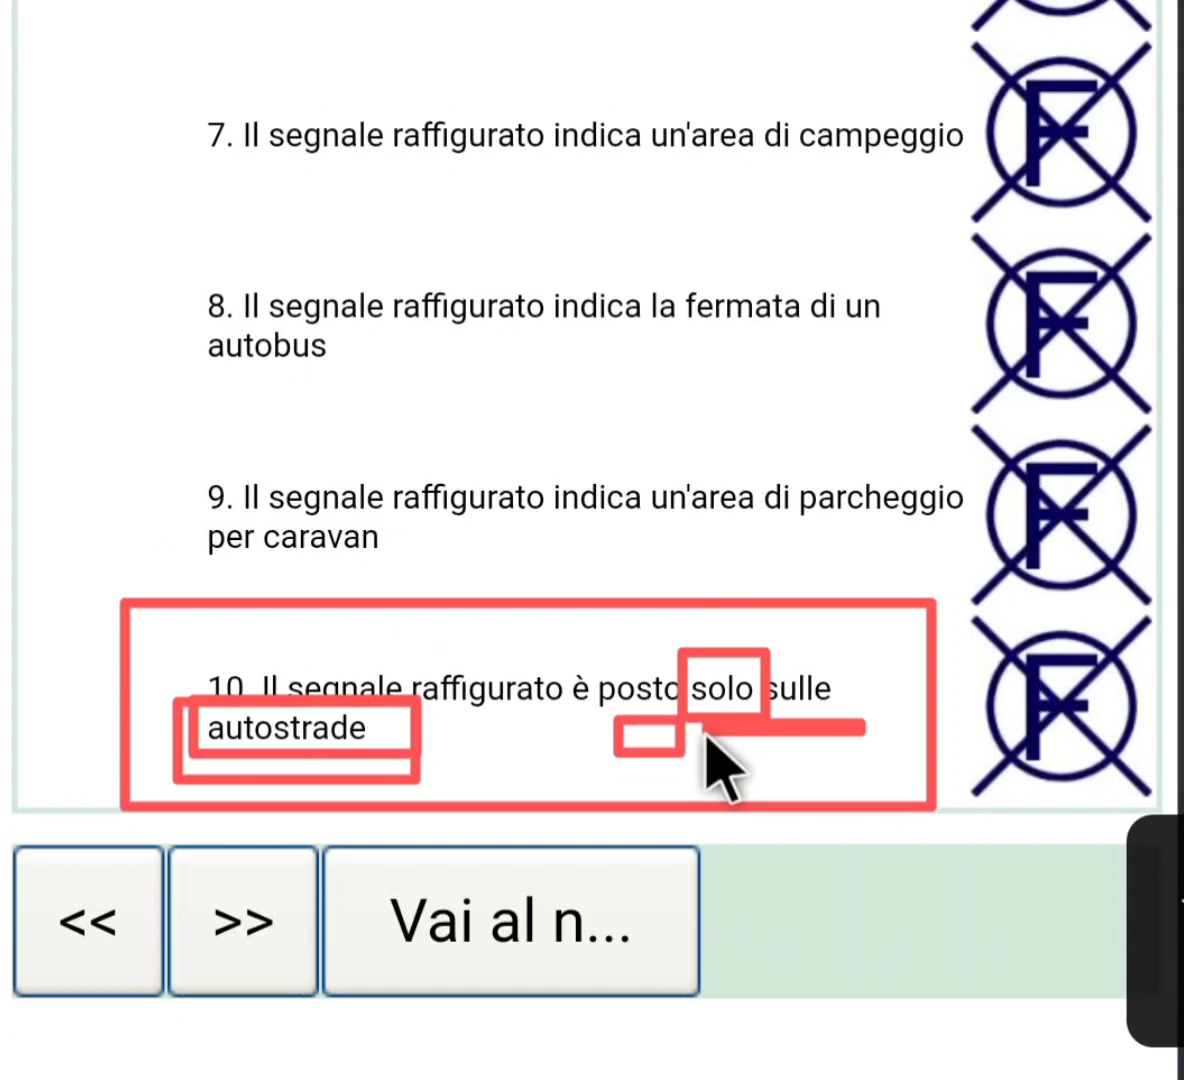 7. Il segnale raffigurato indica un'area di campeggio
F
8. Il segnale raffigurato indica la fermata di un
autobus
F
9. Il segnale raffigurato indica un'area di parcheggio
per caravan
F
10. Il segnale raffigurato è posto solo sulle
autostrade
F
<< >> Vai al n...